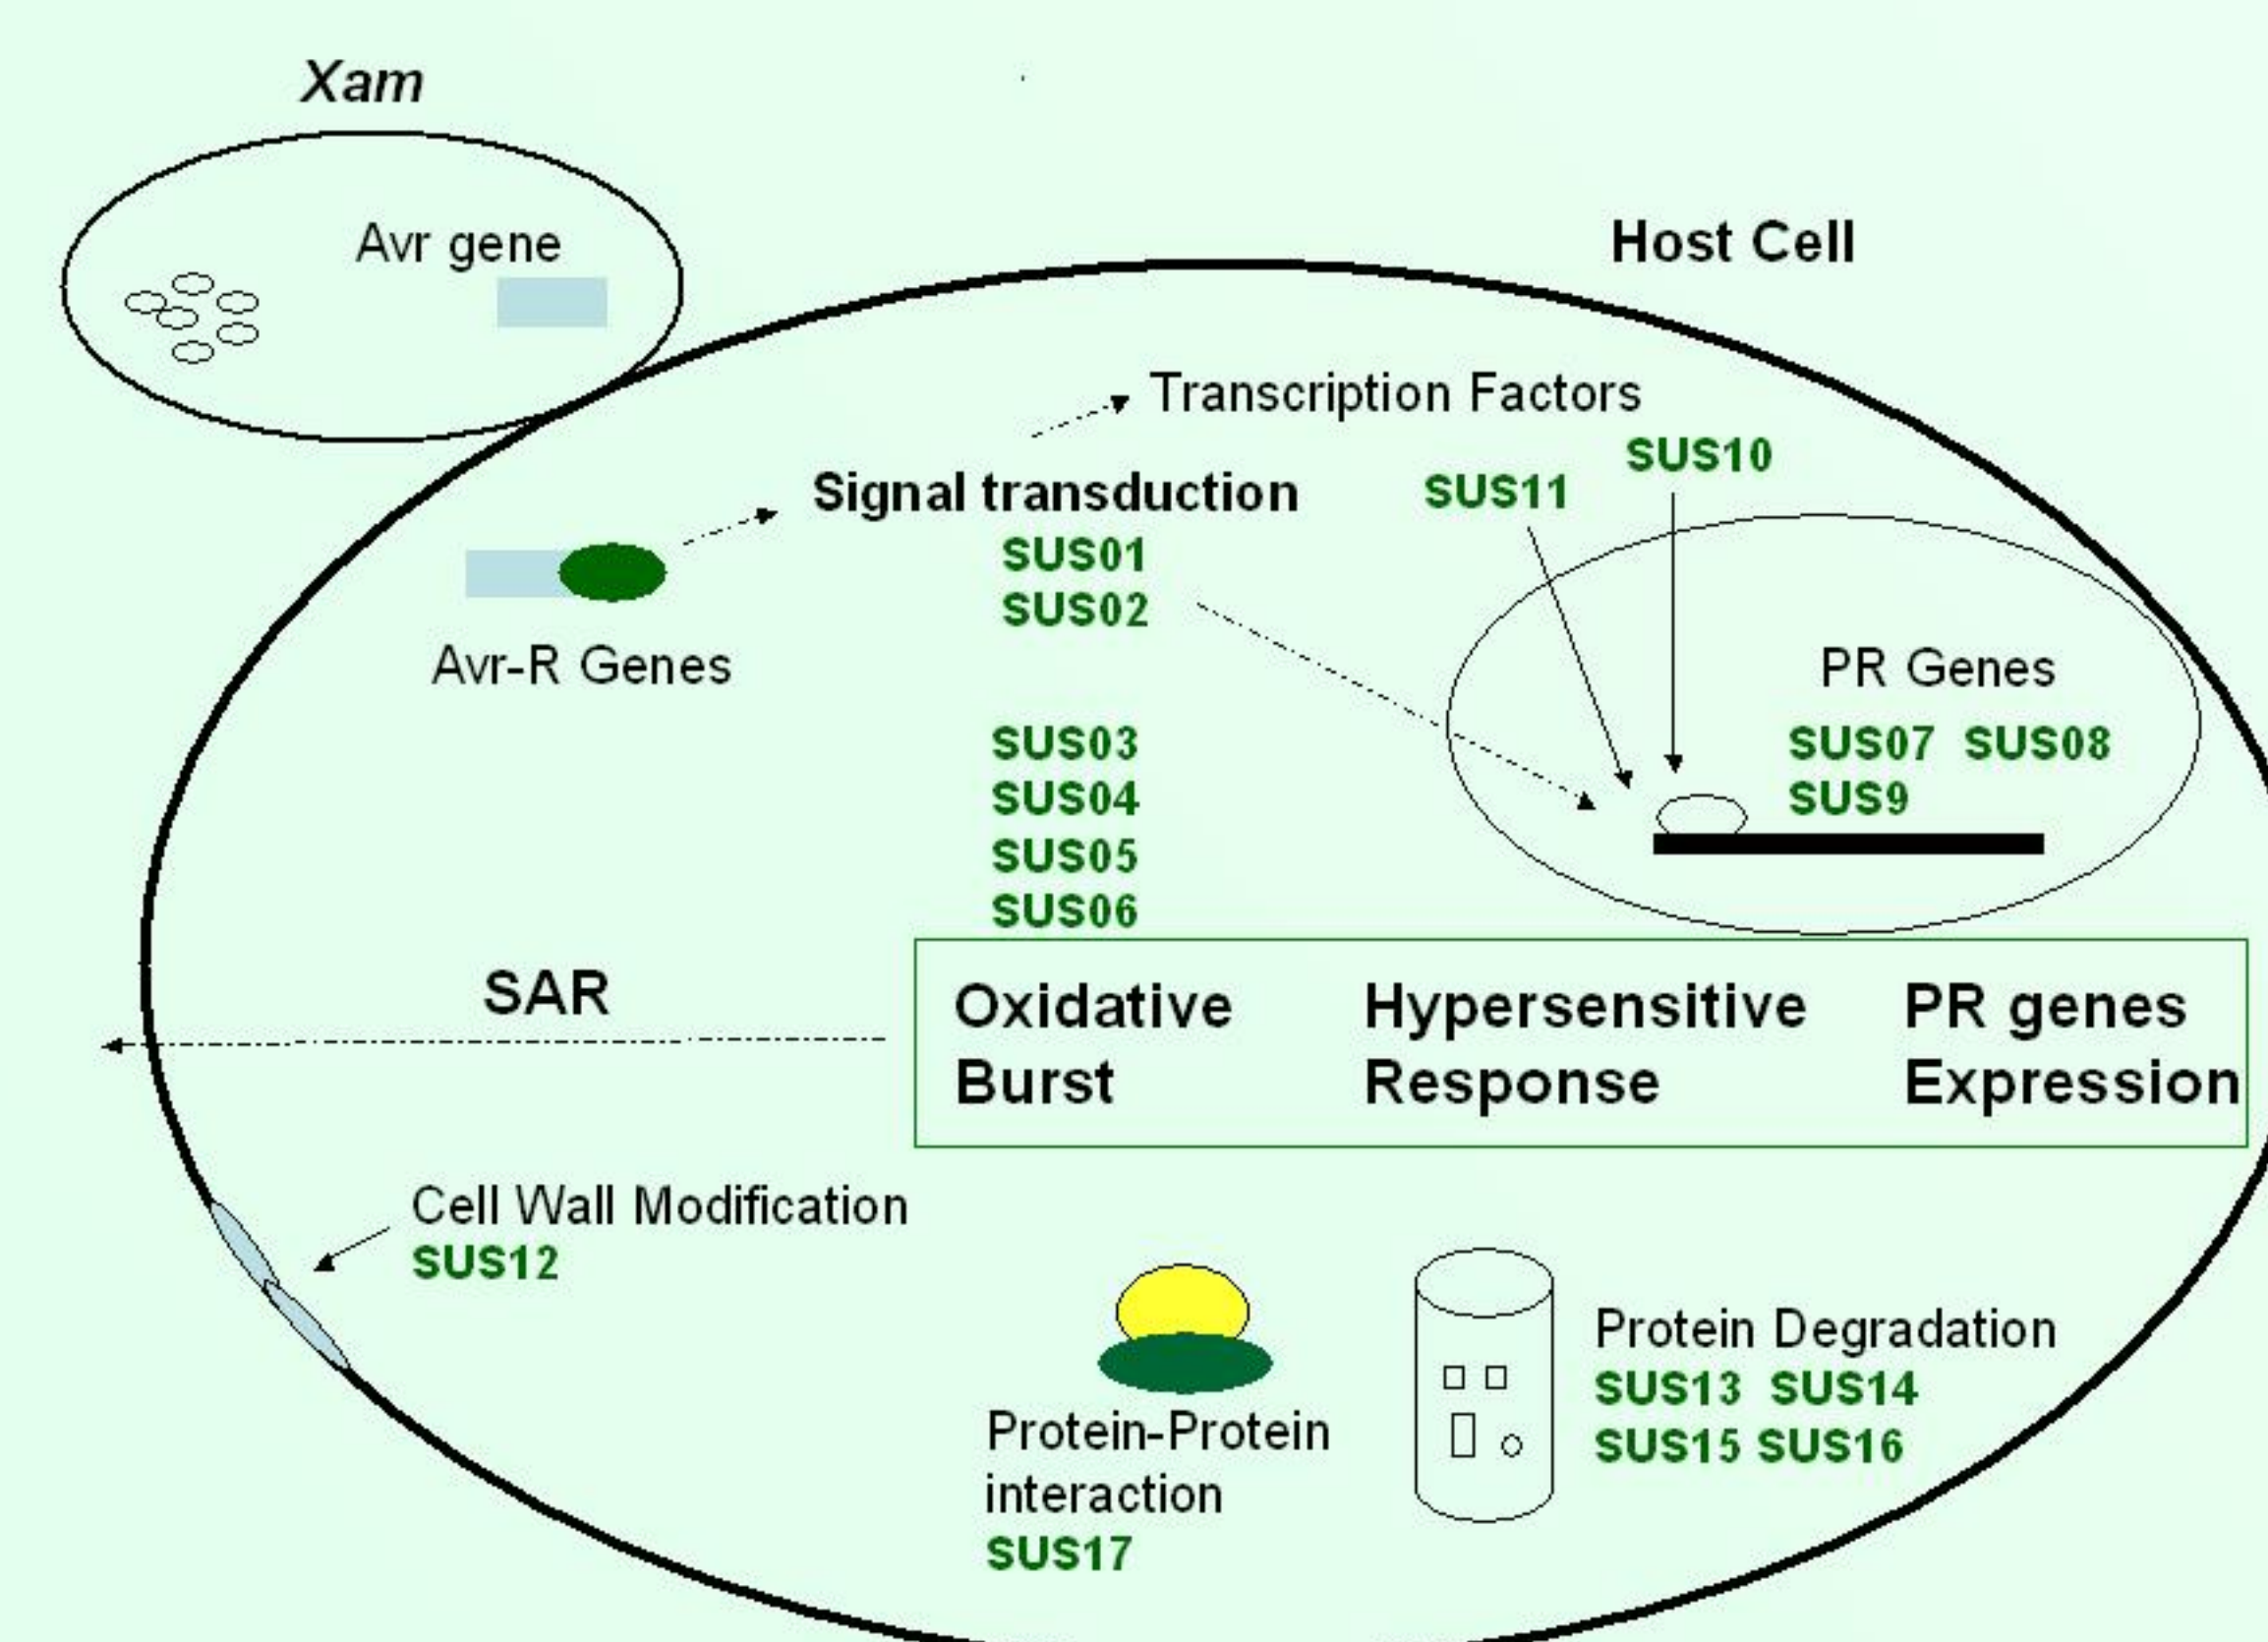 Xam
Avr gene
Host Cell
Transcription Factors
SUS10
SUS11
Signal transduction
SUS01
SUS02
Avr-R Genes
PR Genes
SUS07 SUS08
SUS9
SUS03
SUS04
SUS05
SUS06
SAR
Oxidative
Burst
Hypersensitive
Response
PR genes
Expression
Cell Wall Modification
SUS12
Protein-Protein
interaction
SUS17
Protein Degradation
SUS13 SUS14
SUS15 SUS16